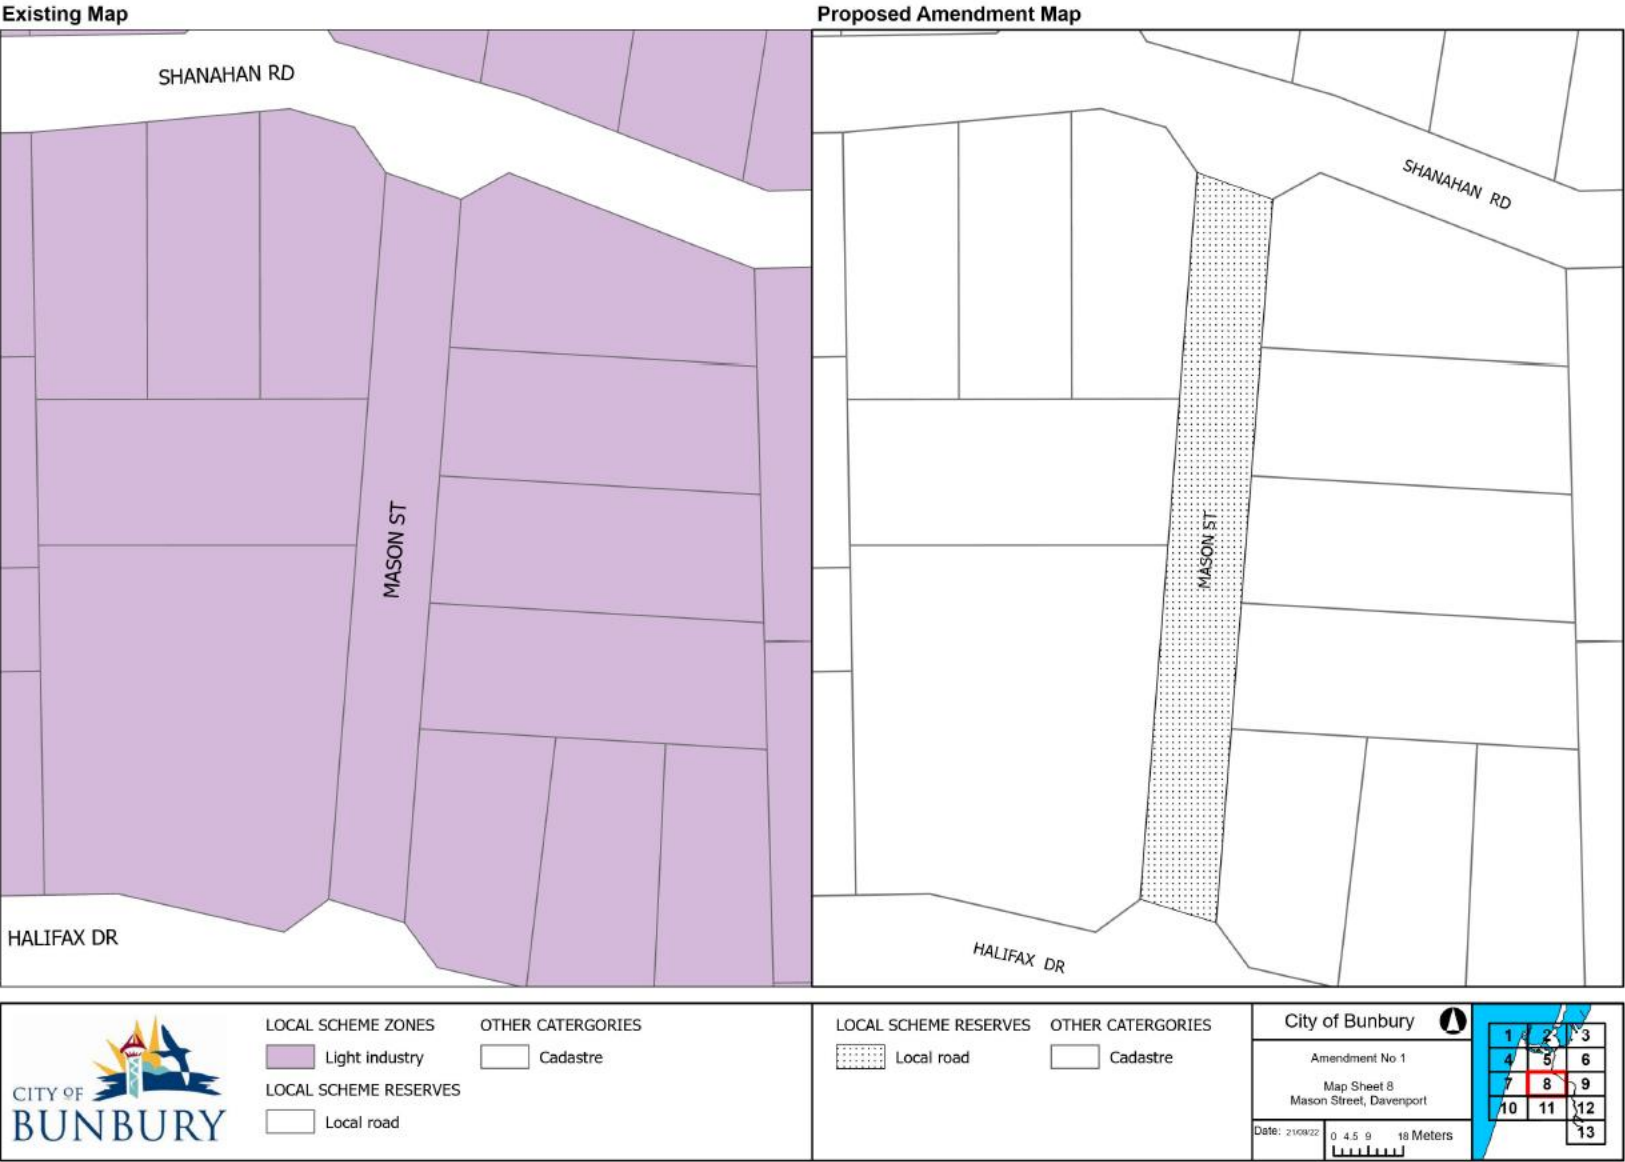 Existing Map
Proposed Amendment Map
SHANAHAN RD
MASON ST
HALIFAX DR
SHANAHAN RD
MASON ST
HALIFAX DR
CITY OF
BUNBURY
LOCAL SCHEME ZONES
Light industry
LOCAL SCHEME RESERVES
Local road
OTHER CATERGORIES
Cadastre
LOCAL SCHEME RESERVES
Local road
OTHER CATERGORIES
Cadastre
City of Bunbury
Amendment No 1
Map Sheet 8
Mason Street, Davenport
Date: 21/09/22
0 4.5 9 18 Meters
1 2 3
4 5 6
7 8 9
10 11 12
13